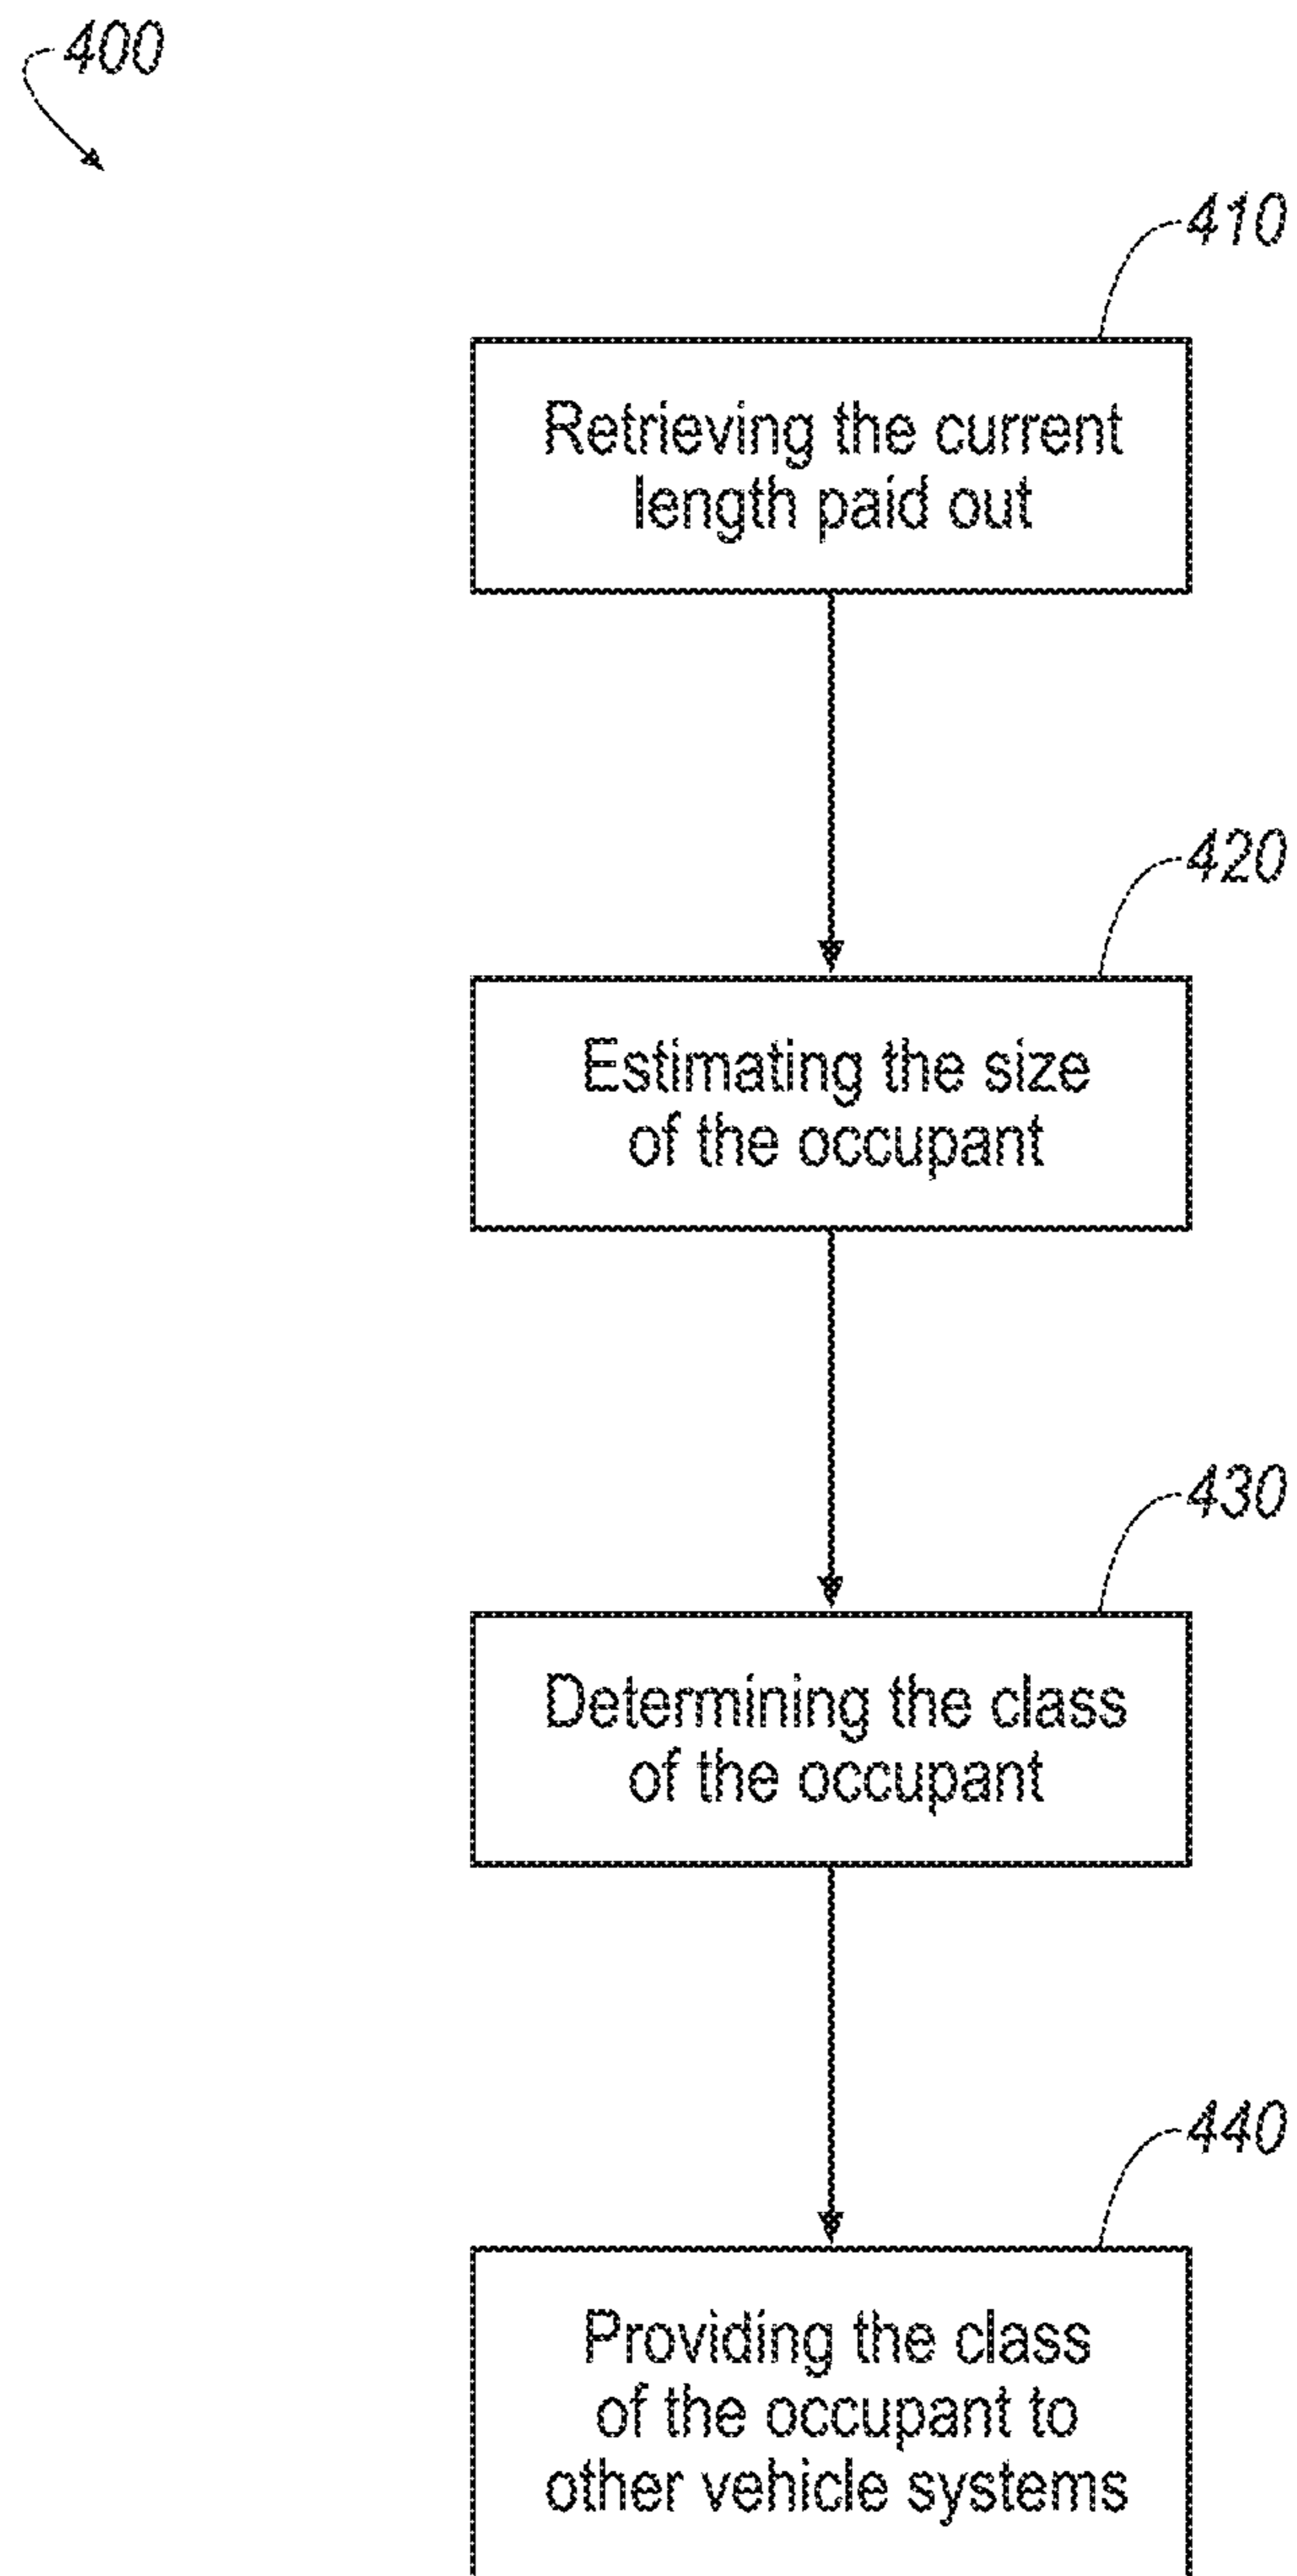 400
410
Retrieving the current
length paid out
420
Estimating the size
of the occupant
430
Determining the class
of the occupant
440
Providing the class
of the occupant to
other vehicle systems